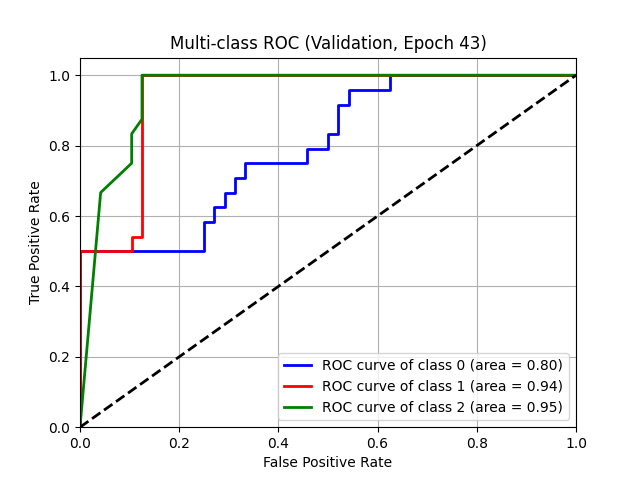 Multi-class ROC (Validation, Epoch 43)
True Positive Rate
1.0
0.8
0.6
0.4
0.2
0.0
ROC curve of class 0 (area = 0.80)
ROC curve of class 1 (area = 0.94)
ROC curve of class 2 (area = 0.95)
0.0 0.2 0.4 0.6 0.8 1.0
False Positive Rate